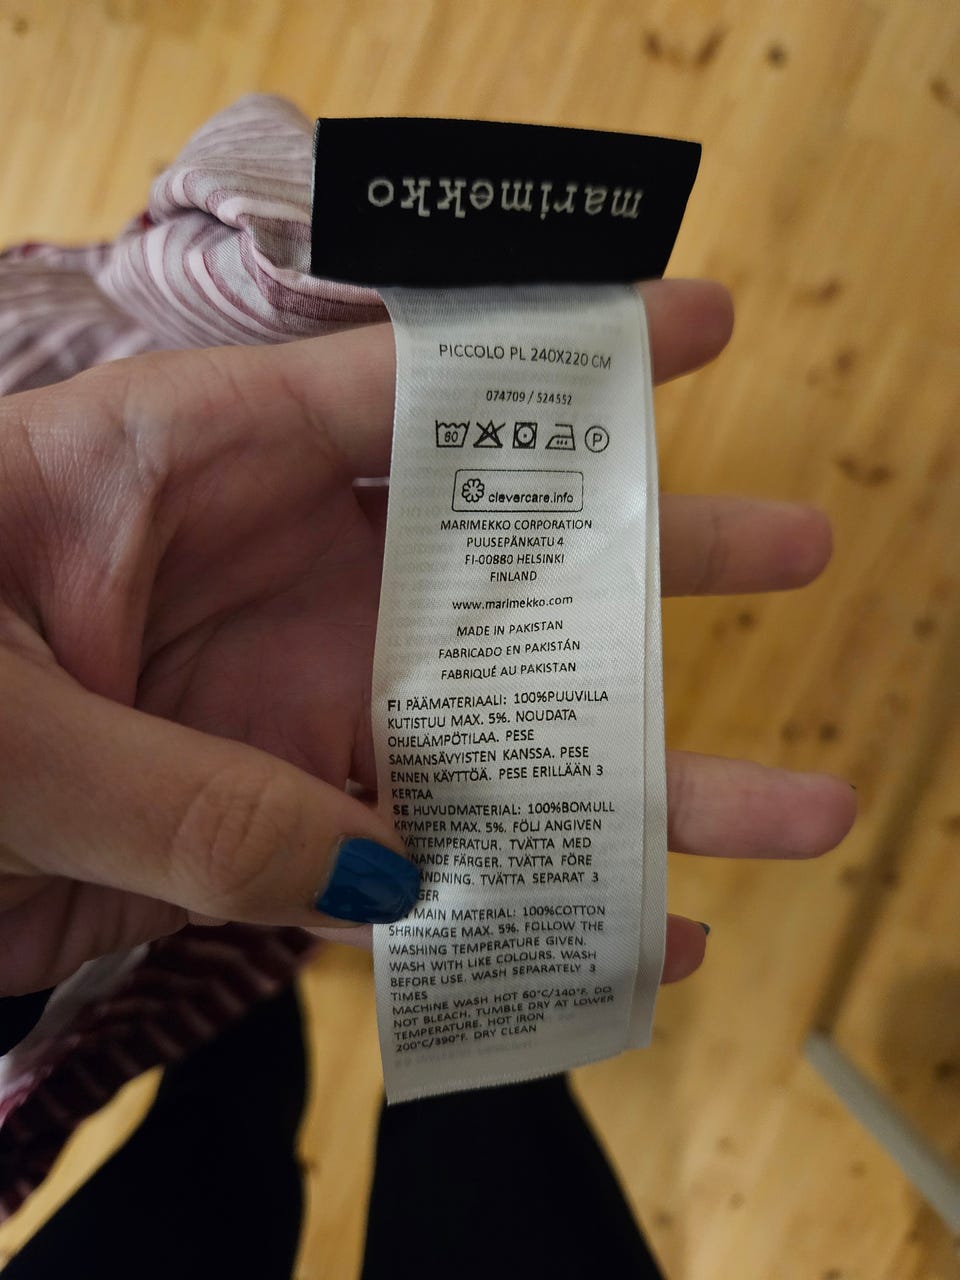 marimekko
PICCOLO PL 240X220 CM
074709 / 524552
60
P
clevercare.info
MARIMEKKO CORPORATION
PUUSEPÄNKATU 4
FI-00880 HELSINKI
FINLAND
www.marimekko.com
MADE IN PAKISTAN
FABRICADO EN PAKISTÁN
FABRIQUÉ AU PAKISTAN
FI PÄÄMATERIAALI: 100%PUUVILLA
KUTISTUU MAX. 5%. NOUDATA
OHJELÄMPÖTILAA. PESE
SAMANSÄVYISTEN KANSSA. PESE
ENNEN KÄYTTÖÄ. PESE ERILLÄÄN 3
KERTAA
SE HUVUDMATERIAL: 100%BOMULL
KRYMPER MAX. 5%. FÖLJ ANGIVEN
TVÄTTEMPERATUR. TVÄTTA MED
FÄRGER. TVÄTTA FÖRE
TVÄTTA SEPARAT 3
MAIN MATERIAL: 100%COTTON
SHRINKAGE MAX. 5%. FOLLOW THE
WASHING TEMPERATURE GIVEN.
WASH WITH LIKE COLOURS. WASH
BEFORE USE. WASH SEPARATELY 3
TIMES
MACHINE WASH HOT 60°C/140°F. DO
NOT BLEACH. TUMBLE DRY AT LOWER
TEMPERATURE. HOT IRON
200°C/390°F. DRY CLEAN